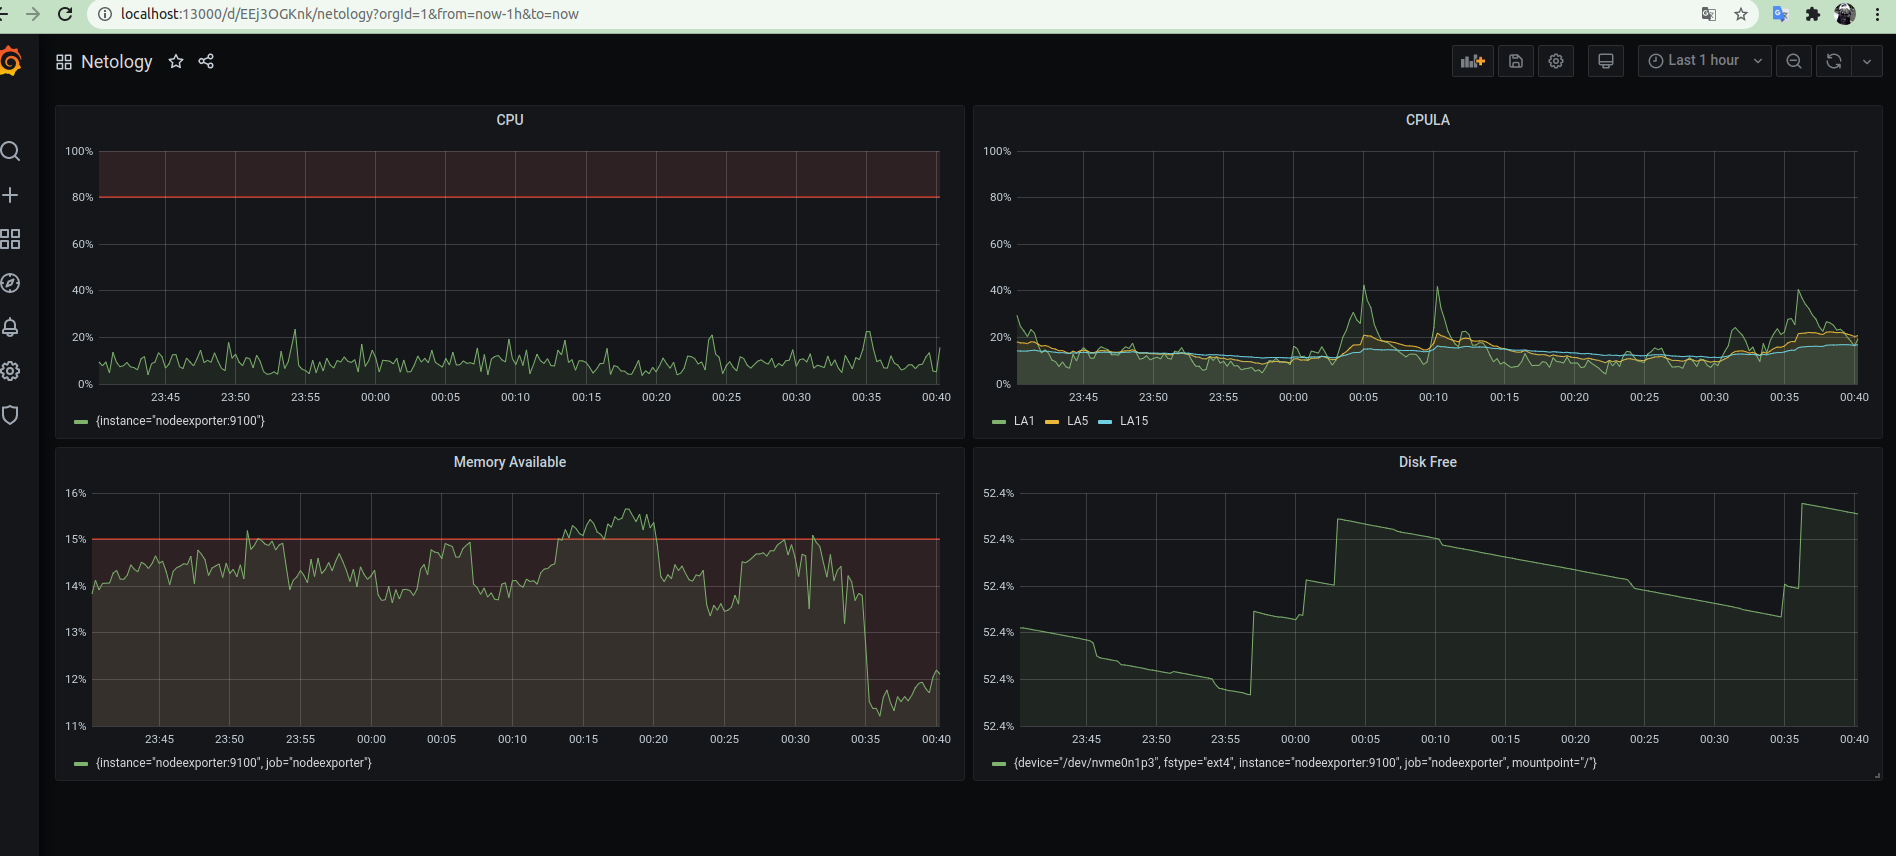 localhost:13000/d/EEj3OGKnk/netology?orgId=1&from=now-1h&to=now
Netology
Last 1 hour
CPU
100%
80%
60%
40%
20%
0%
23:45 23:50 23:55 00:00 00:05 00:10 00:15 00:20 00:25 00:30 00:35 00:40
{instance="nodeexporter:9100"}
CPULA
100%
80%
60%
40%
20%
0%
23:45 23:50 23:55 00:00 00:05 00:10 00:15 00:20 00:25 00:30 00:35 00:40
LA1 LA5 LA15
Memory Available
16%
15%
14%
13%
12%
11%
23:45 23:50 23:55 00:00 00:05 00:10 00:15 00:20 00:25 00:30 00:35 00:40
{instance="nodeexporter:9100", job="nodeexporter"}
Disk Free
52.4%
52.4%
52.4%
52.4%
52.4%
52.4%
23:45 23:50 23:55 00:00 00:05 00:10 00:15 00:20 00:25 00:30 00:35 00:40
{device="/dev/nvme0n1p3", fstype="ext4", instance="nodeexporter:9100", job="nodeexporter", mountpoint="/"}